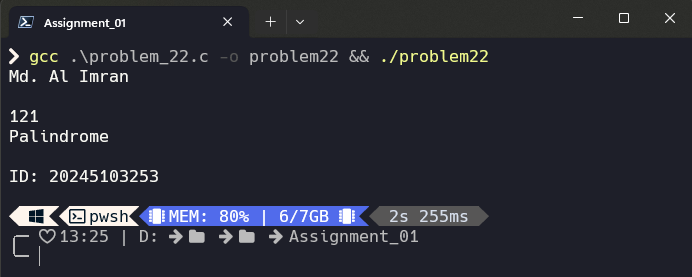 Assignment_01
gcc .\problem_22.c -o problem22 && ./problem22
Md. Al Imran
121
Palindrome
ID: 20245103253
pwsh MEM: 80% | 6/7GB 2s 255ms
13:25 | D: Assignment_01